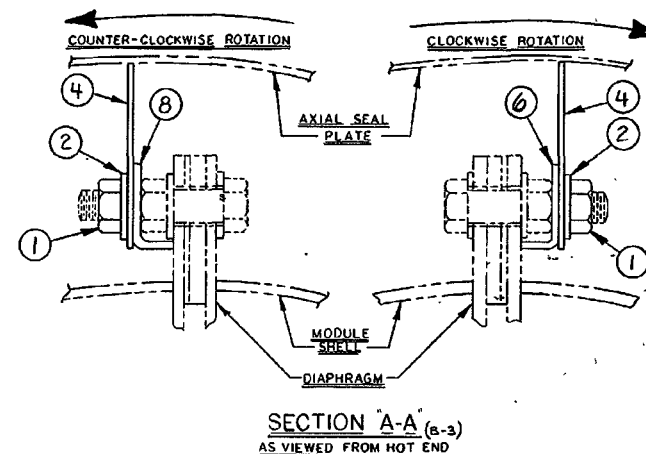 COUNTER-CLOCKWISE ROTATION
CLOCKWISE ROTATION
4
8
6
4
AXIAL SEAL
PLATE
2
2
1
1
MODULE
SHELL
DIAPHRAGM
SECTION "A-A" (B-3)
AS VIEWED FROM HOT END